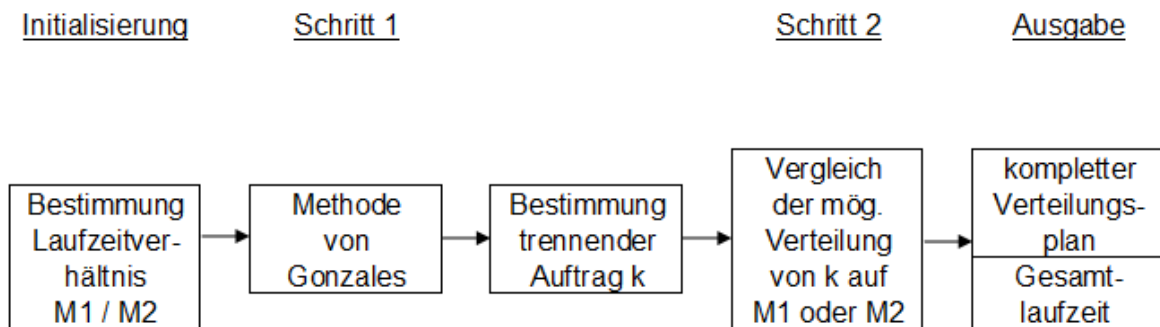 Initialisierung
Schritt 1
Schritt 2
Ausgabe
Bestimmung
Laufzeitver-
hältnis
M1 / M2
Methode
von
Gonzales
Bestimmung
trennender
Auftrag k
Vergleich
der mög.
Verteilung
von k auf
M1 oder M2
kompletter
Verteilungs-
plan
Gesamt-
laufzeit